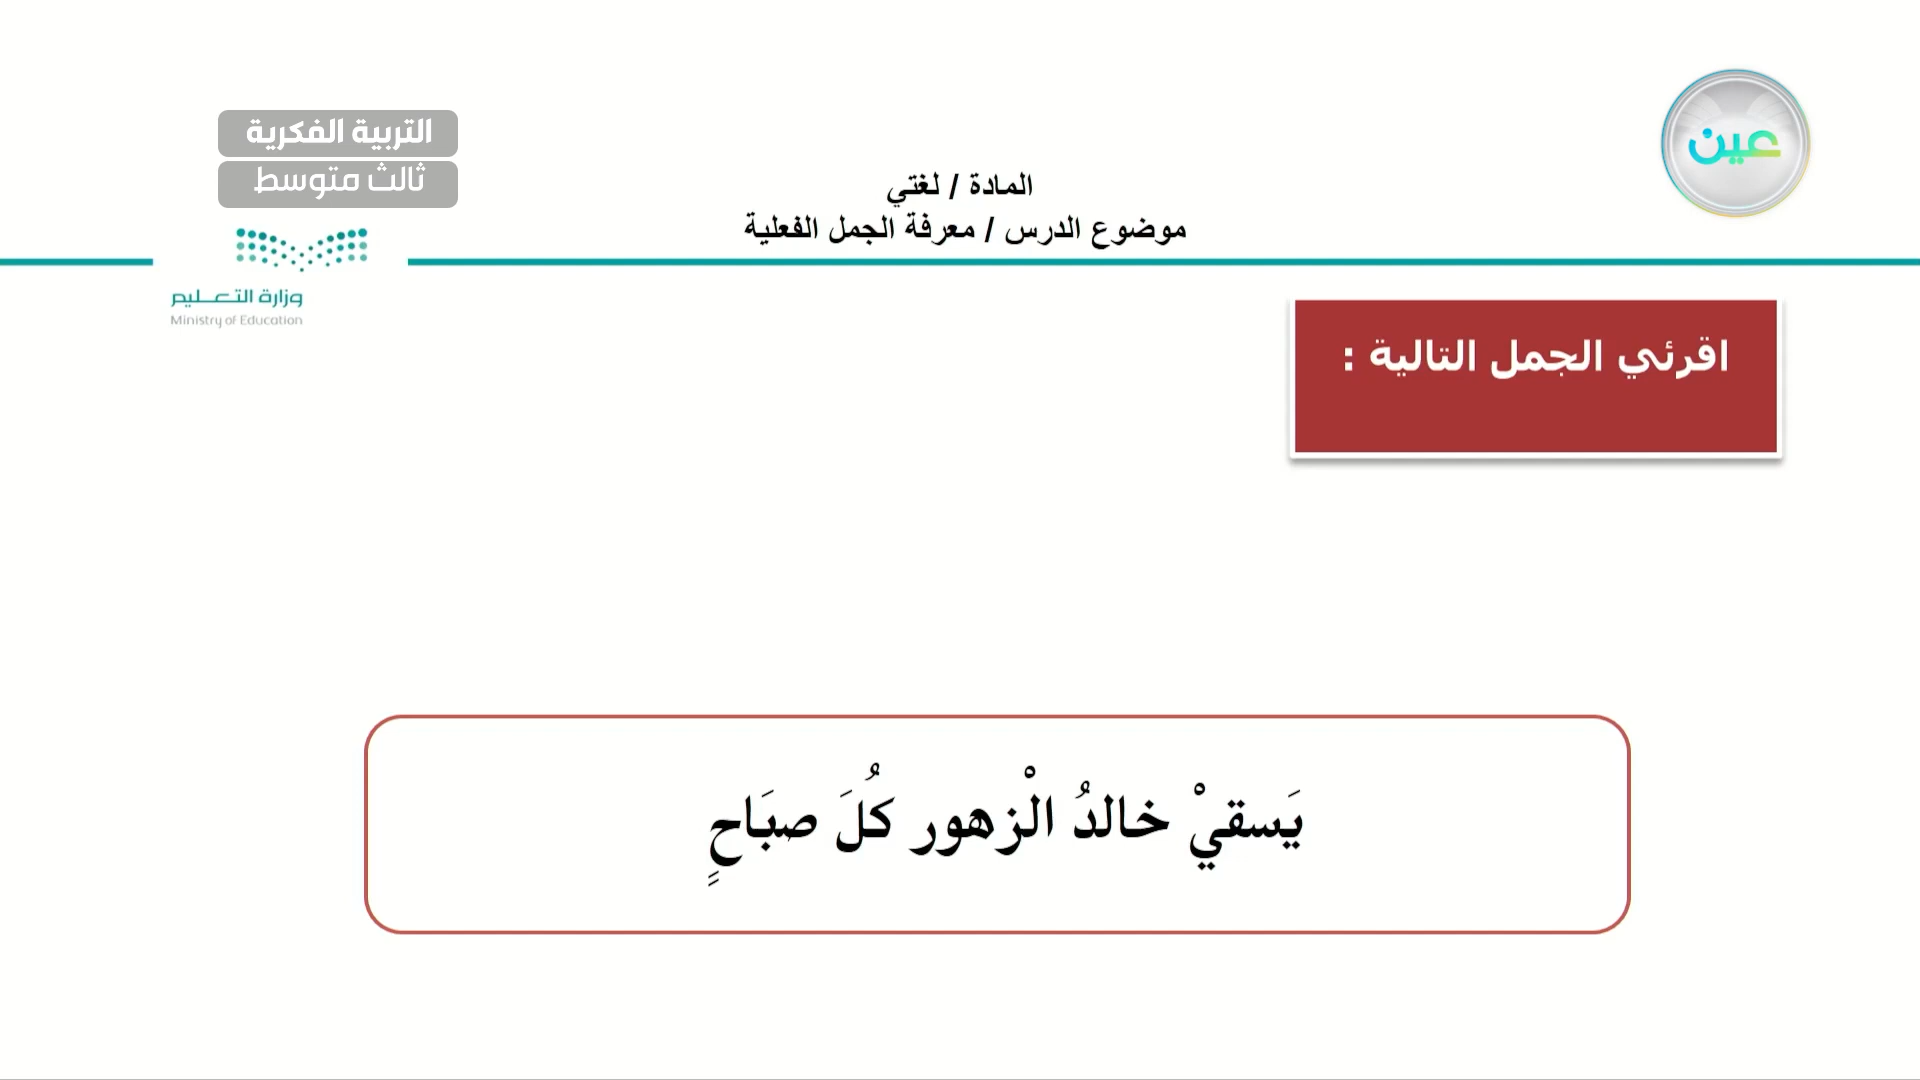 عين
التربية الفكرية
ثالث متوسط
المادة / لغتي
موضوع الدرس / معرفة الجمل الفعلية
وزارة التعـــليم
Ministry of Education
اقرئي الجمل التالية :
يَسقيْ خالدُ الْزهور كُلَ صبَاحٍ